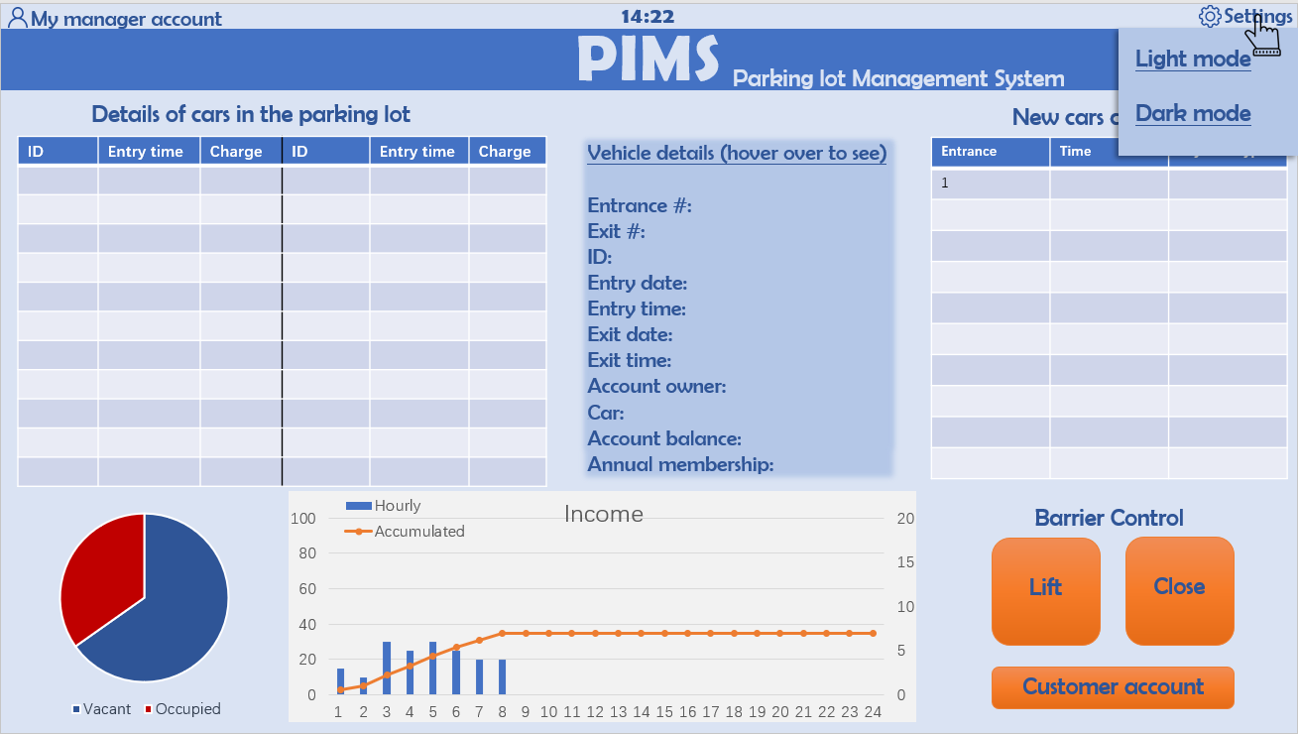 My manager account
14:22
Settings
PIMS
Parking lot Management System
Light mode
Dark mode
Details of cars in the parking lot
New cars
ID Entry time Charge ID Entry time Charge
Vehicle details (hover over to see)
Entrance #:
Exit #:
ID:
Entry date:
Entry time:
Exit date:
Exit time:
Account owner:
Car:
Account balance:
Annual membership:
Entrance Time
1
Vacant Occupied
Income
Hourly
Accumulated
100
80
60
40
20
0
20
15
10
5
0
1 2 3 4 5 6 7 8 9 10 11 12 13 14 15 16 17 18 19 20 21 22 23 24
Barrier Control
Lift
Close
Customer account